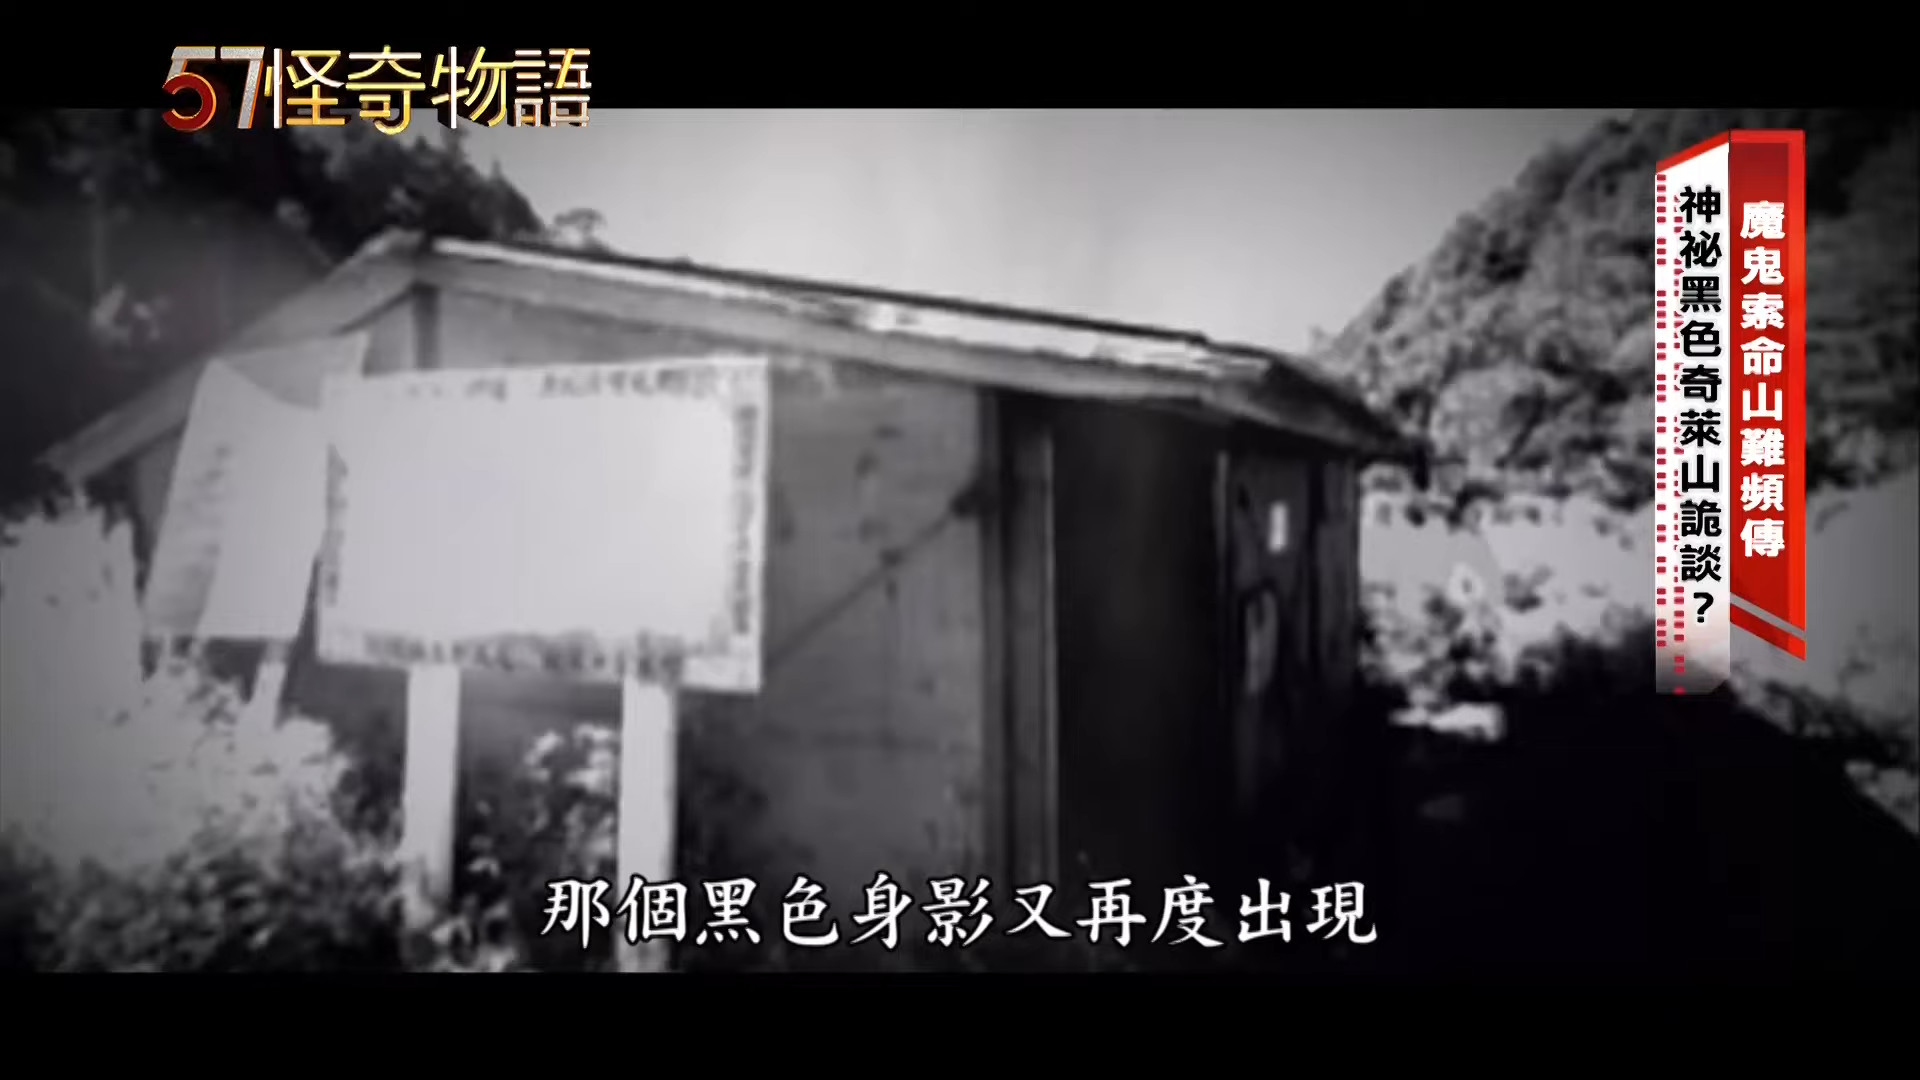 57怪奇物語
魔鬼索命山難頻傳
神祕黑色奇萊山詭談？
那個黑色身影又再度出現